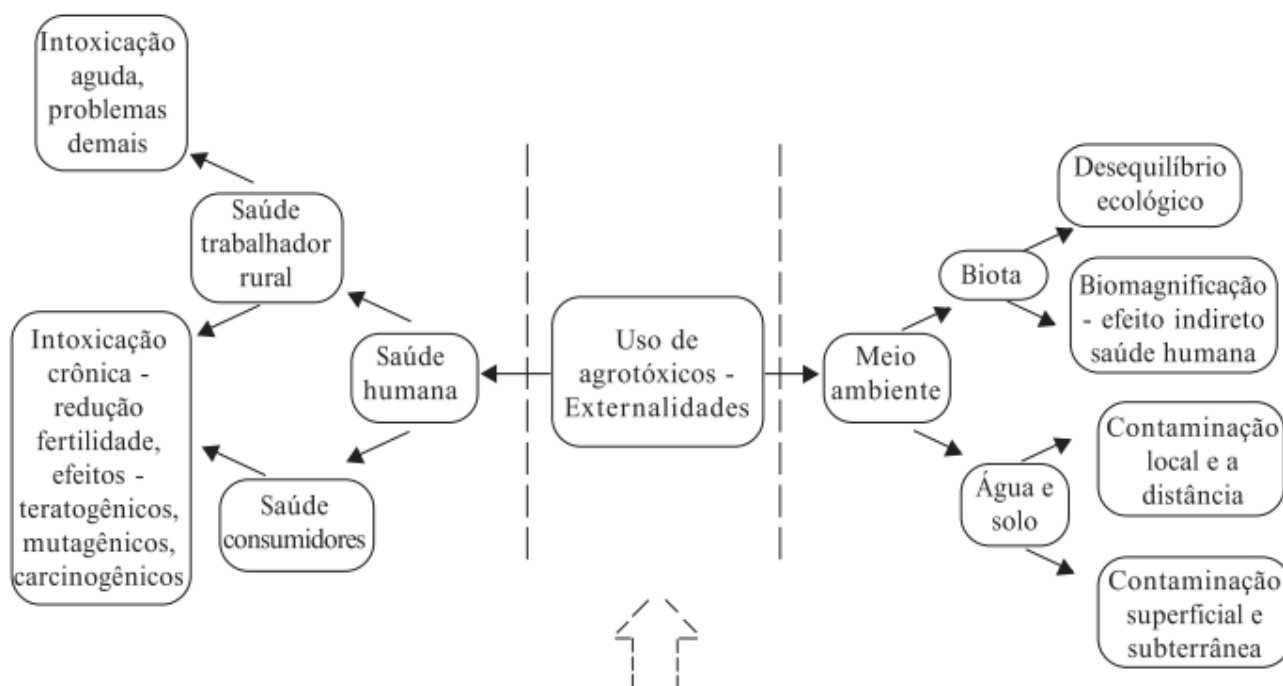 Intoxicação
aguda,
problemas
demais
Saúde
trabalhador
rural
Intoxicação
crônica -
redução
fertilidade,
efeitos -
teratogênicos,
mutagênicos,
carcinogênicos
Saúde
humana
Saúde
consumidores
Uso de
agrotóxicos -
Externalidades
Meio
ambiente
Biota
Desequilíbrio
ecológico
Biomagnificação
- efeito indireto
saúde humana
Água e
solo
Contaminação
local e a
distância
Contaminação
superficial e
subterrânea